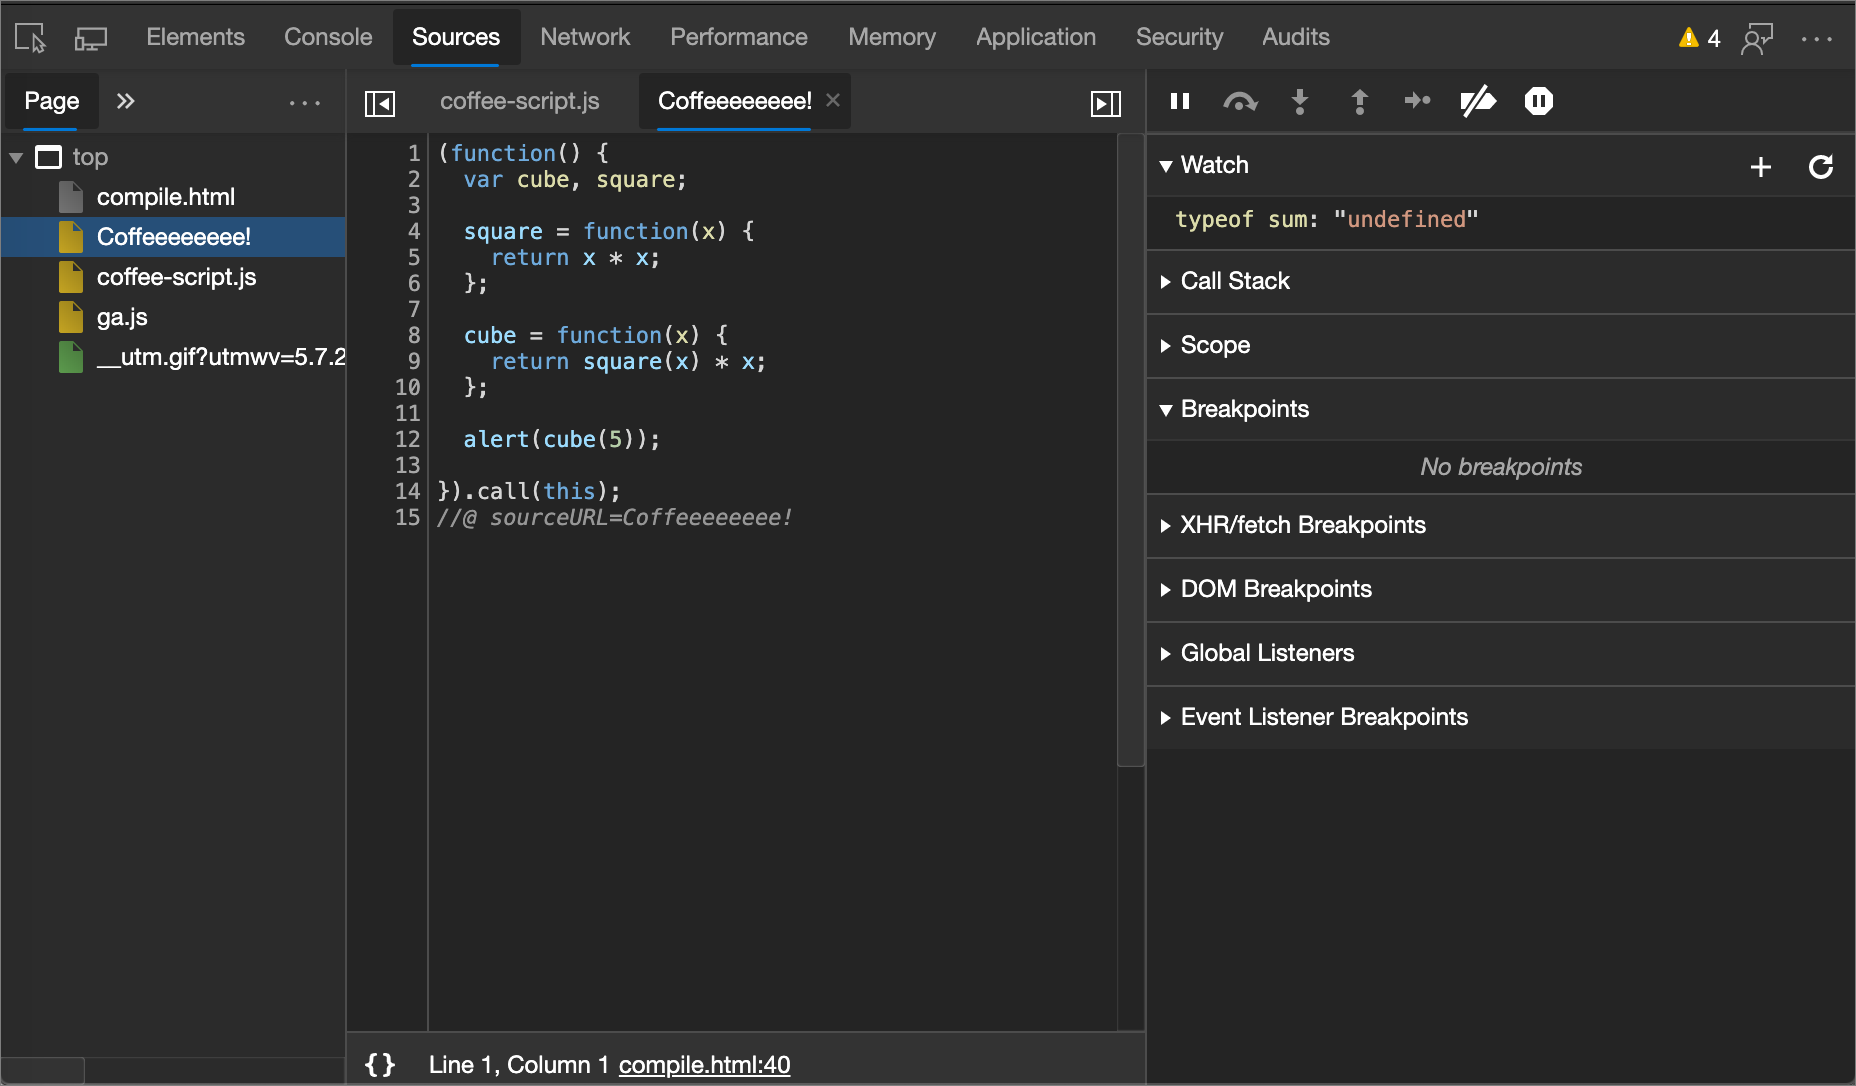 Elements Console Sources Network Performance Memory Application Security Audits 4
Page
coffee-script.js Coffeeeeeeee!
top
compile.html
Coffeeeeeeee!
coffee-script.js
ga.js
__utm.gif?utmwv=5.7.2
1 (function() {
2 var cube, square;
3
4 square = function(x) {
5 return x * x;
6 };
7
8 cube = function(x) {
9 return square(x) * x;
10 };
11
12 alert(cube(5));
13
14 }).call(this);
15 //@ sourceURL=Coffeeeeeeee!
{} Line 1, Column 1 compile.html:40
Watch
typeof sum: "undefined"
Call Stack
Scope
Breakpoints
No breakpoints
XHR/fetch Breakpoints
DOM Breakpoints
Global Listeners
Event Listener Breakpoints